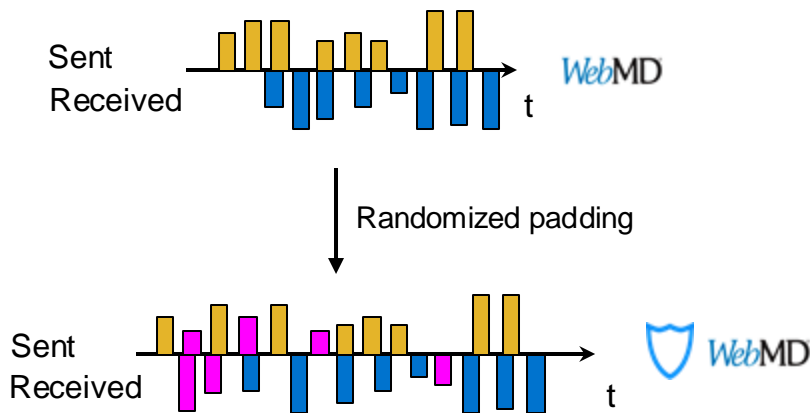 Sent
WebMD
Received
t
Randomized padding
Sent
WebMD
Received
t